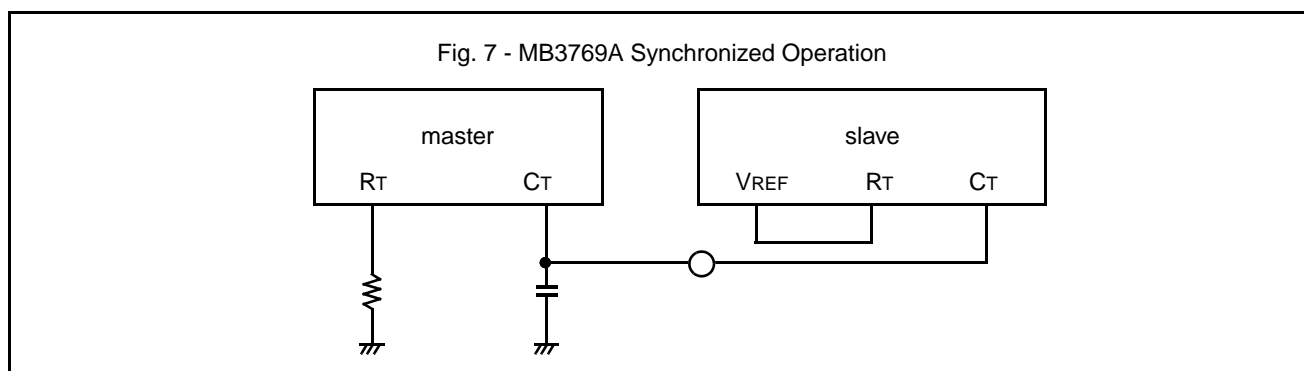 Fig. 7 - MB3769A Synchronized Operation
master
slave
RT
CT
VREF
RT
CT